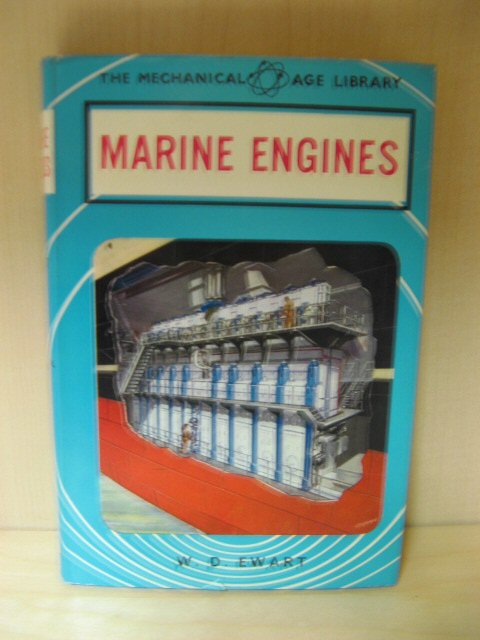 THE MECHANICAL AGE LIBRARY
MARINE ENGINES
W. D. EWART